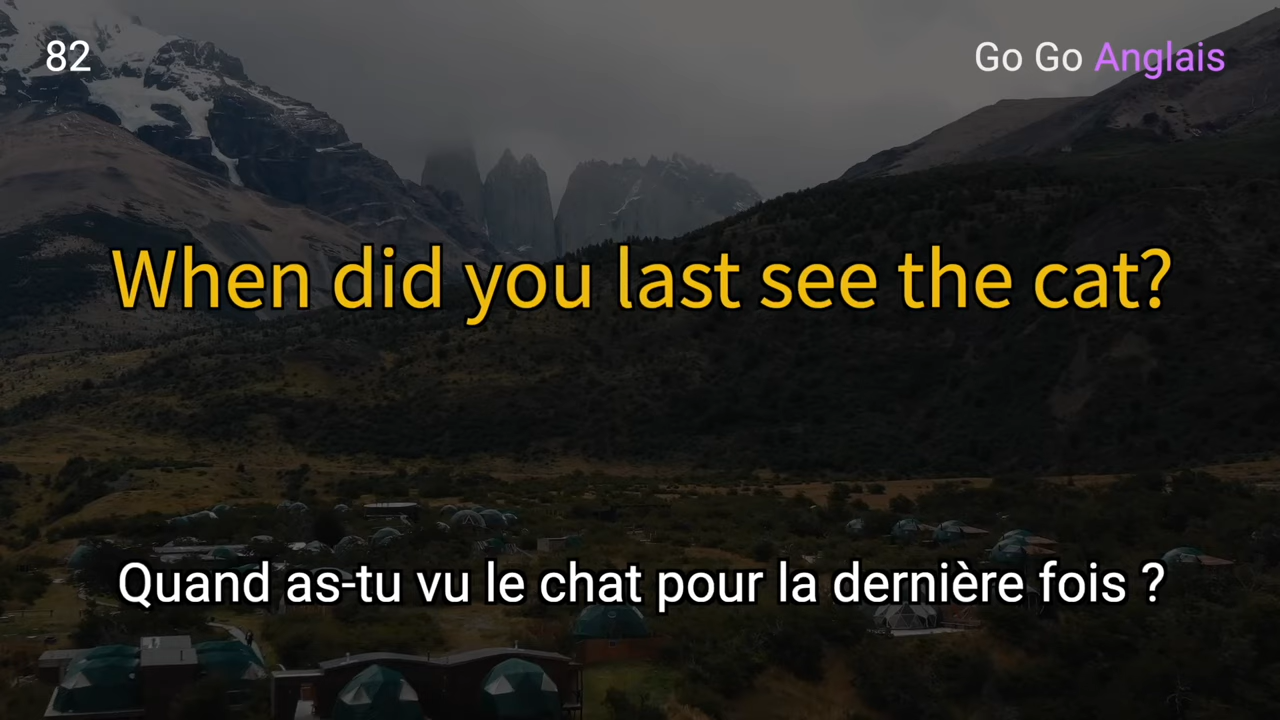 82
Go Go Anglais
When did you last see the cat?
Quand as-tu vu le chat pour la dernière fois ?